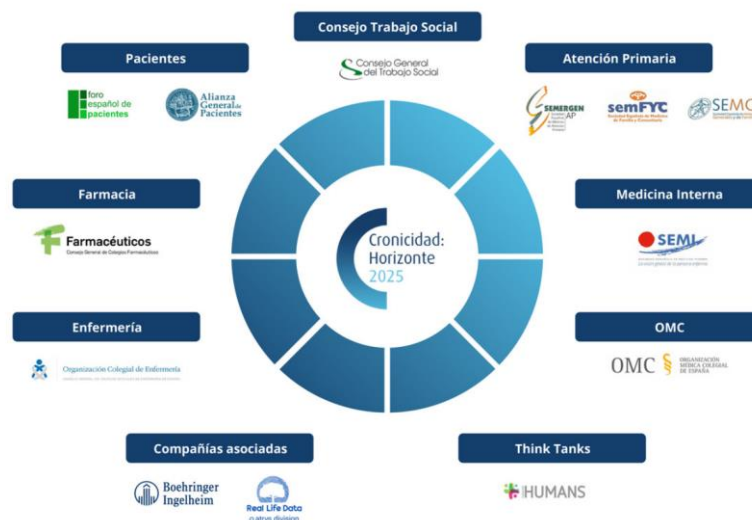 Consejo Trabajo Social
Consejo General
del Trabajo Social
Pacientes
foro
español de
pacientes
Alianza
General de
Pacientes
Atención Primaria
SEMERGEN
AP
semFYC
Sociedad Española de Medicina
de Familia y Comunitaria
SEMG
Farmacia
Farmacéuticos
Consejo General de Colegios Farmacéuticos
Medicina Interna
SEMI
Cronicidad:
Horizonte
2025
Enfermería
Organización Colegial de Enfermería
OMC
OMC
ORGANIZACIÓN
MÉDICA COLEGIAL
DE ESPAÑA
Compañías asociadas
Boehringer
Ingelheim
Real Life Data
Think Tanks
HUMANS